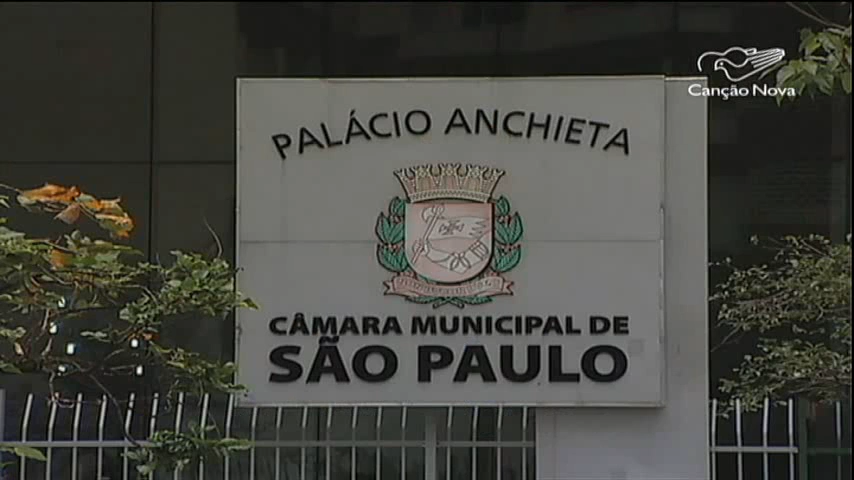 Canção Nova
PALÁCIO ANCHIETA
CÂMARA MUNICIPAL DE
SÃO PAULO